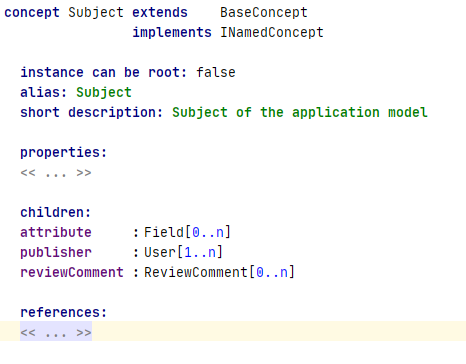 concept Subject extends BaseConcept
implements INamedConcept
instance can be root: false
alias: Subject
short description: Subject of the application model
properties:
<< ... >>
children:
attribute : Field[0..n]
publisher : User[1..n]
reviewComment : ReviewComment[0..n]
references:
<< ... >>